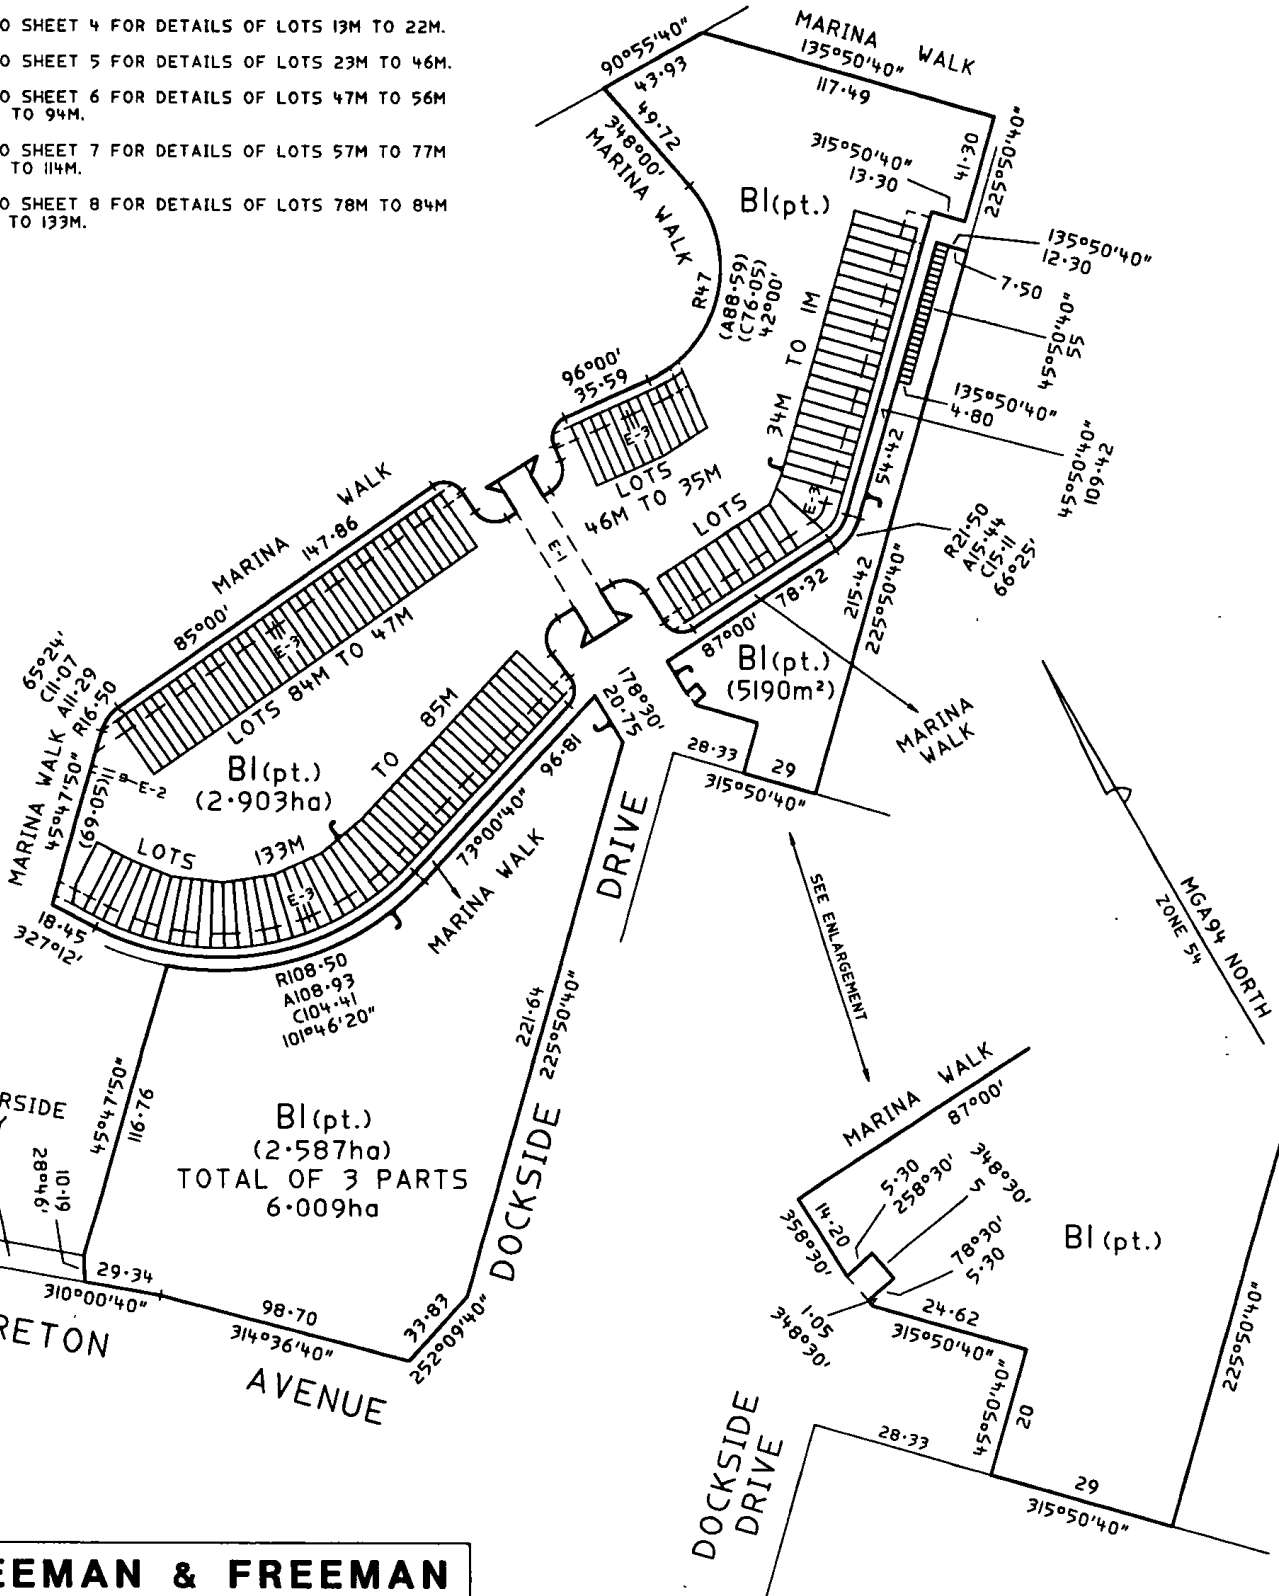 O SHEET 4 FOR DETAILS OF LOTS 13M TO 22M.
O SHEET 5 FOR DETAILS OF LOTS 23M TO 46M.
O SHEET 6 FOR DETAILS OF LOTS 47M TO 56M
TO 94M.
O SHEET 7 FOR DETAILS OF LOTS 57M TO 77M
TO 114M.
O SHEET 8 FOR DETAILS OF LOTS 78M TO 84M
TO 133M.
90°55'40"
43·93
MARINA WALK
135°50'40"
117·49
49·72
348°00'
MARINA WALK
315°50'40"
13·30
41·30
225°50'40"
B1(pt.)
135°50'40"
12·30
7·50
R47
(A88·59)
(C76·05)
42°00'
45°50'40"
55
34M TO 1M
96°00'
35·59
135°50'40"
4·80
E-3
LOTS
46M TO 35M
54·42
45°50'40"
109·42
E-3
LOTS
R21·50
A15·44
C15·11
66°25'
MARINA WALK
147·86
85°00'
E-1
E-3
LOTS 84M TO 47M
215·42
225°50'40"
78·32
87°00'
B1(pt.)
(5190m²)
MARINA
WALK
65°24'
C11·07
A11·29
R16·50
178°30'
20·75
B1(pt.)
(2·903ha)
E-2
MARINA WALK
45°47'50"
(69·05)
LOTS 133M TO 85M
E-3
96·81
73°00'40"
MARINA WALK
28·33
29
315°50'40"
SEE ENLARGEMENT
MGA94 NORTH
ZONE 54
18·45
327°12'
R108·50
A108·93
C104·41
101°46'20"
221·64
225°50'40"
DOCKSIDE DRIVE
45°47'50"
116·76
RSIDE
10·19
28°46'
B1(pt.)
(2·587ha)
TOTAL OF 3 PARTS
6·009ha
29·34
310°00'40"
98·70
314°36'40"
33·83
252°09'40"
RETON
AVENUE
MARINA WALK
87°00'
5·30
258°30'
348°30'
5
14·20
358°30'
78°30'
5·30
B1(pt.)
1·05
348°30'
24·62
315°50'40"
225°50'40"
45°50'40"
20
DOCKSIDE
DRIVE
28·33
29
315°50'40"
EEMAN & FREEMAN